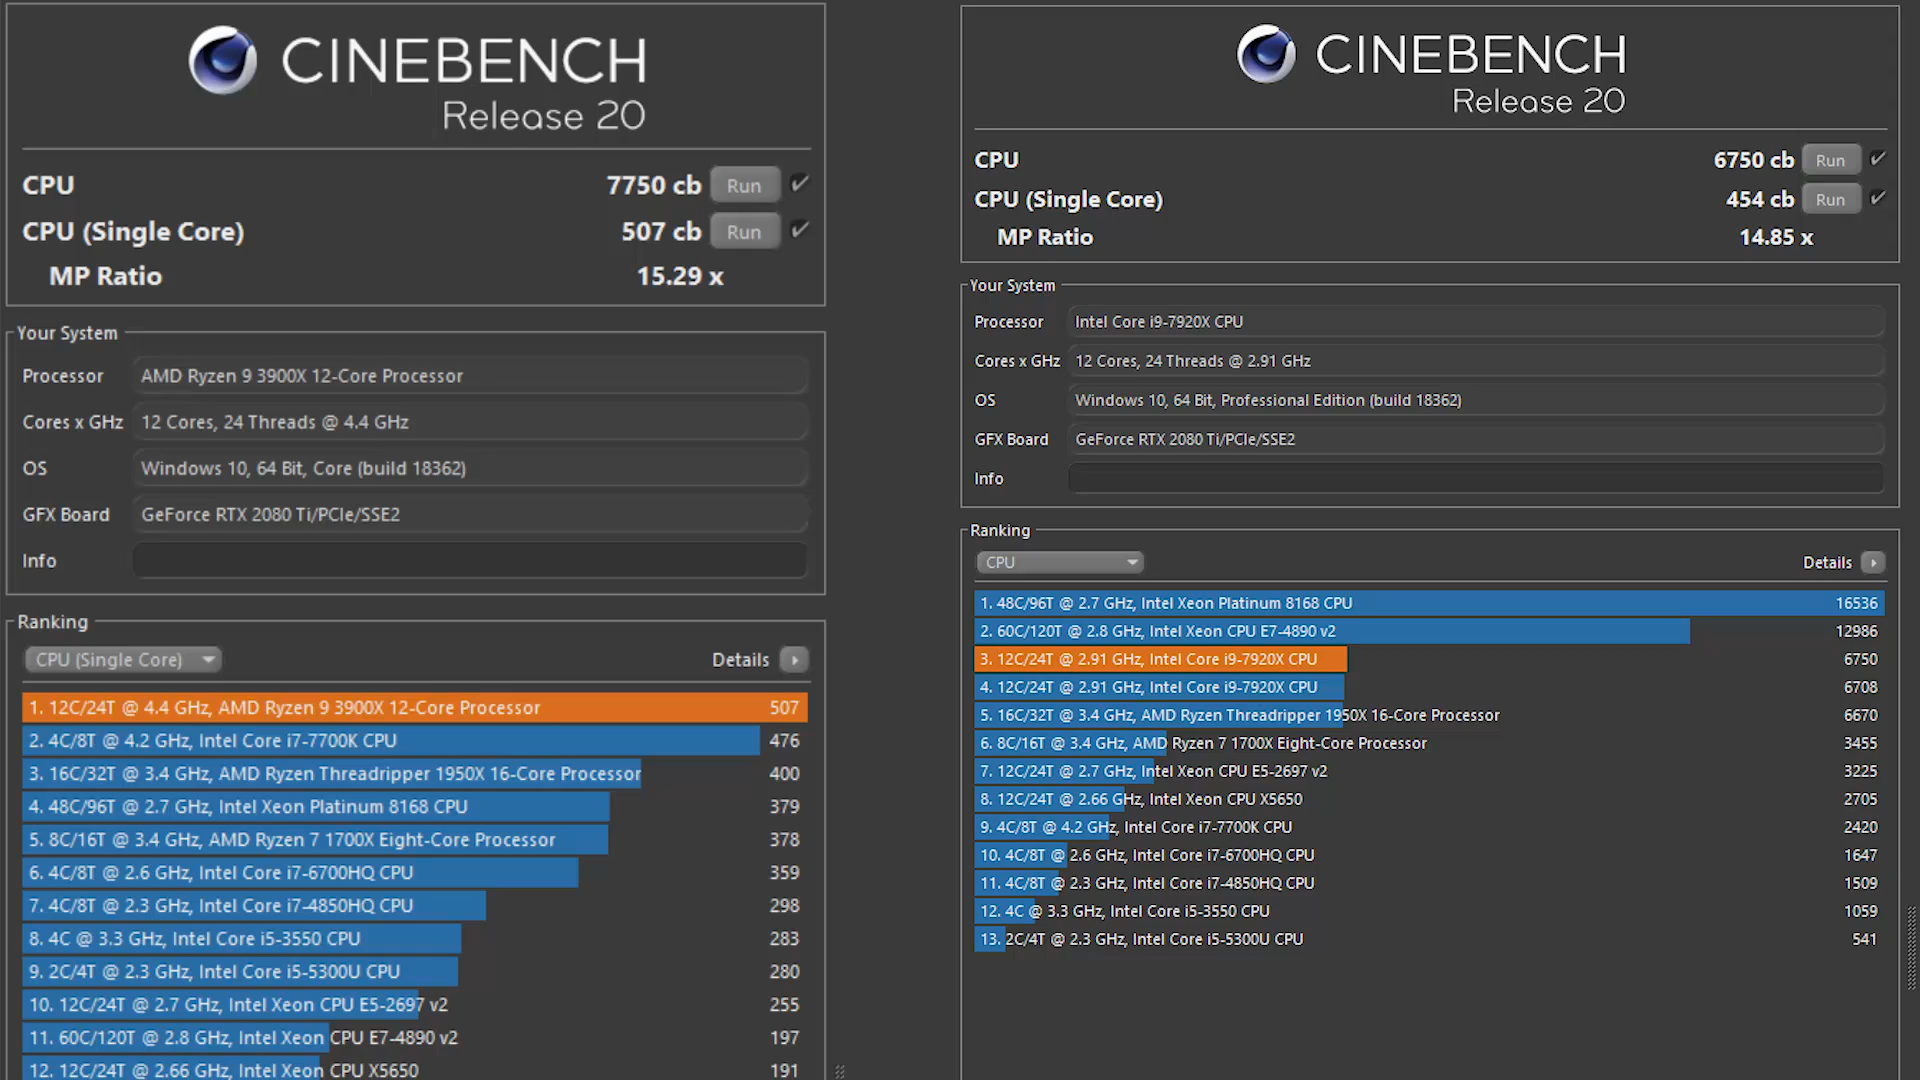 CINEBENCH
Release 20
CPU 7750 cb Run
CPU (Single Core) 507 cb Run
MP Ratio 15.29 x
Your System
Processor AMD Ryzen 9 3900X 12-Core Processor
Cores x GHz 12 Cores, 24 Threads @ 4.4 GHz
OS Windows 10, 64 Bit, Core (build 18362)
GFX Board GeForce RTX 2080 Ti/PCIe/SSE2
Info
Ranking
CPU (Single Core) Details
1. 12C/24T @ 4.4 GHz, AMD Ryzen 9 3900X 12-Core Processor 507
2. 4C/8T @ 4.2 GHz, Intel Core i7-7700K CPU 476
3. 16C/32T @ 3.4 GHz, AMD Ryzen Threadripper 1950X 16-Core Processor 400
4. 48C/96T @ 2.7 GHz, Intel Xeon Platinum 8168 CPU 379
5. 8C/16T @ 3.4 GHz, AMD Ryzen 7 1700X Eight-Core Processor 378
6. 4C/8T @ 2.6 GHz, Intel Core i7-6700HQ CPU 359
7. 4C/8T @ 2.3 GHz, Intel Core i7-4850HQ CPU 298
8. 4C @ 3.3 GHz, Intel Core i5-3550 CPU 283
9. 2C/4T @ 2.3 GHz, Intel Core i5-5300U CPU 280
10. 12C/24T @ 2.7 GHz, Intel Xeon CPU E5-2697 v2 255
11. 60C/120T @ 2.8 GHz, Intel Xeon CPU E7-4890 v2 197
12. 12C/24T @ 2.66 GHz, Intel Xeon CPU X5650 191
CINEBENCH
Release 20
CPU 6750 cb Run
CPU (Single Core) 454 cb Run
MP Ratio 14.85 x
Your System
Processor Intel Core i9-7920X CPU
Cores x GHz 12 Cores, 24 Threads @ 2.91 GHz
OS Windows 10, 64 Bit, Professional Edition (build 18362)
GFX Board GeForce RTX 2080 Ti/PCIe/SSE2
Info
Ranking
CPU Details
1. 48C/96T @ 2.7 GHz, Intel Xeon Platinum 8168 CPU 16536
2. 60C/120T @ 2.8 GHz, Intel Xeon CPU E7-4890 v2 12986
3. 12C/24T @ 2.91 GHz, Intel Core i9-7920X CPU 6750
4. 12C/24T @ 2.91 GHz, Intel Core i9-7920X CPU 6708
5. 16C/32T @ 3.4 GHz, AMD Ryzen Threadripper 1950X 16-Core Processor 6670
6. 8C/16T @ 3.4 GHz, AMD Ryzen 7 1700X Eight-Core Processor 3455
7. 12C/24T @ 2.7 GHz, Intel Xeon CPU E5-2697 v2 3225
8. 12C/24T @ 2.66 GHz, Intel Xeon CPU X5650 2705
9. 4C/8T @ 4.2 GHz, Intel Core i7-7700K CPU 2420
10. 4C/8T @ 2.6 GHz, Intel Core i7-6700HQ CPU 1647
11. 4C/8T @ 2.3 GHz, Intel Core i7-4850HQ CPU 1509
12. 4C @ 3.3 GHz, Intel Core i5-3550 CPU 1059
13. 2C/4T @ 2.3 GHz, Intel Core i5-5300U CPU 541